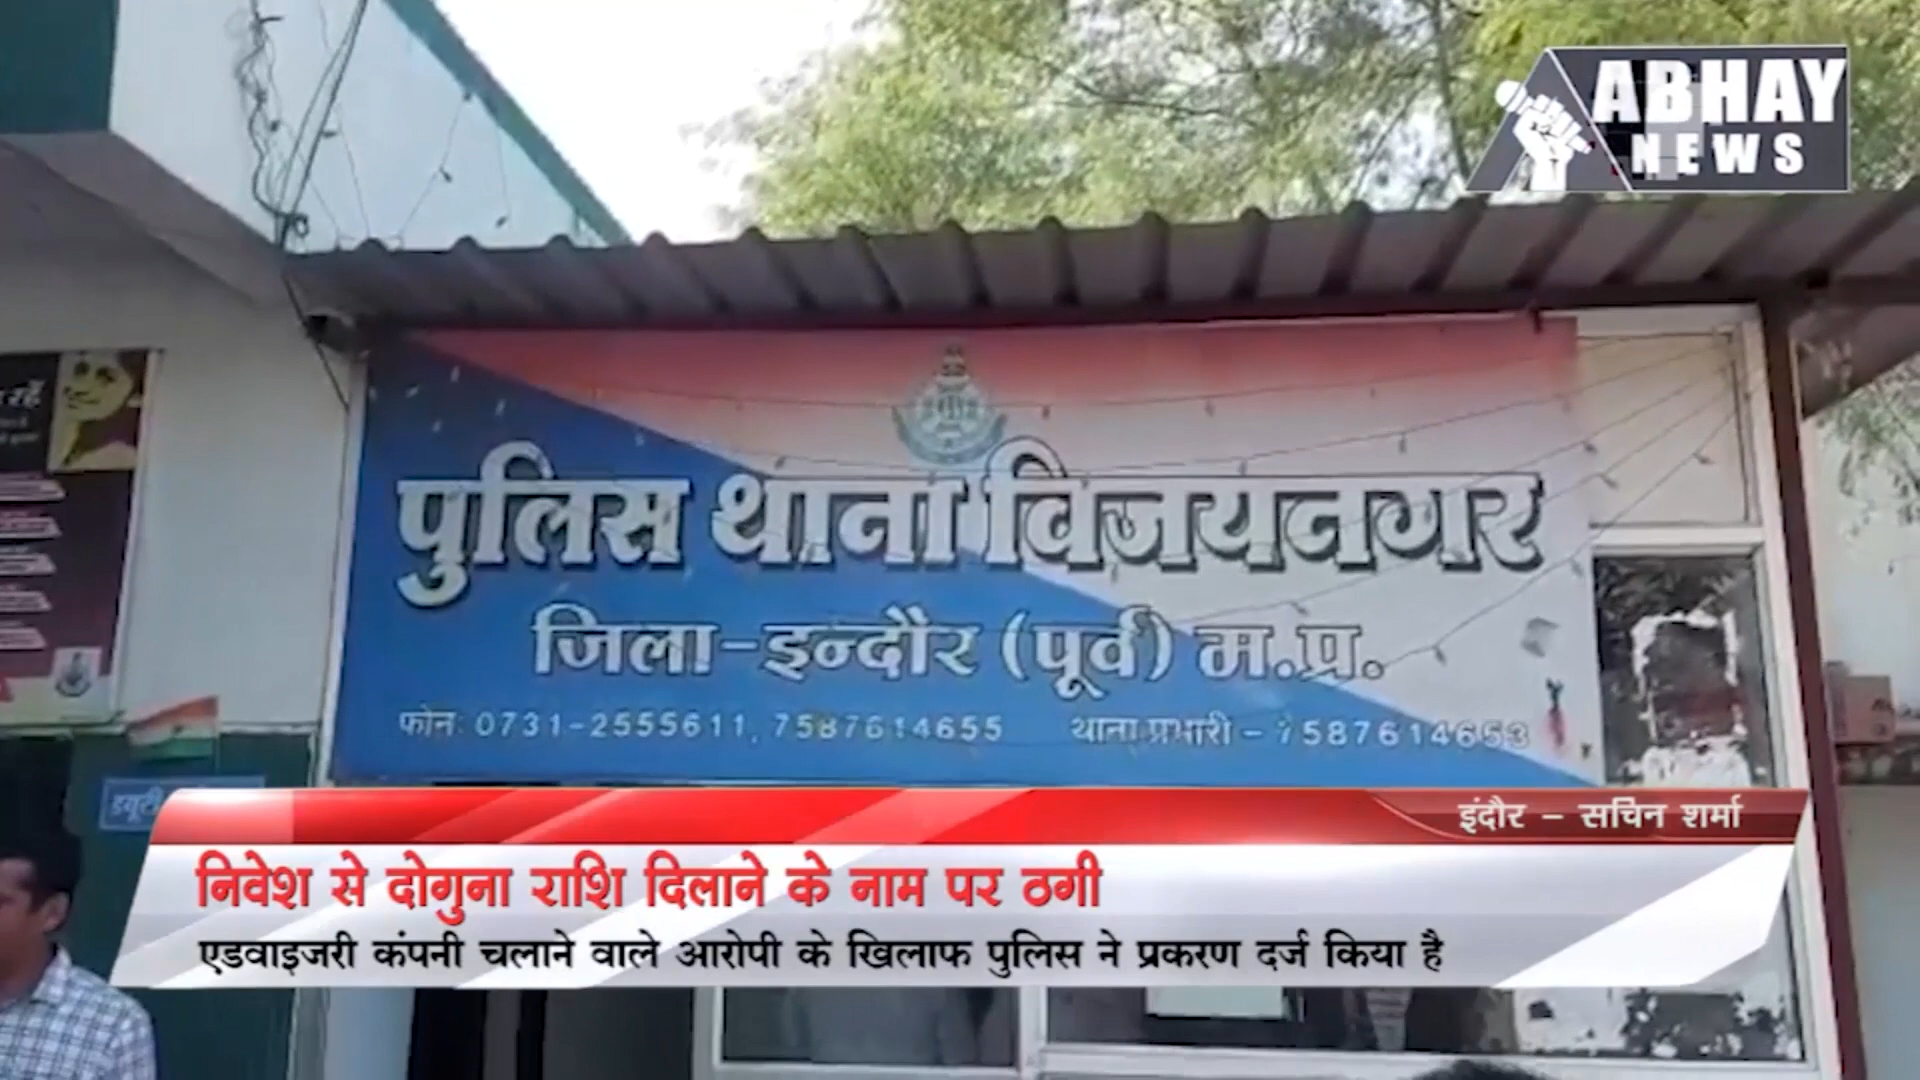 ABHAY
NEWS
पुलिस थाना विजयनगर
जिला-इन्दौर (पूर्व) म.प्र.
फोन: 0731-2555611, 7587614655 थाना प्रभारी - 7587614653
ड्यूटी
इंदौर - सचिन शर्मा
निवेश से दोगुना राशि दिलाने के नाम पर ठगी
एडवाइजरी कंपनी चलाने वाले आरोपी के खिलाफ पुलिस ने प्रकरण दर्ज किया है